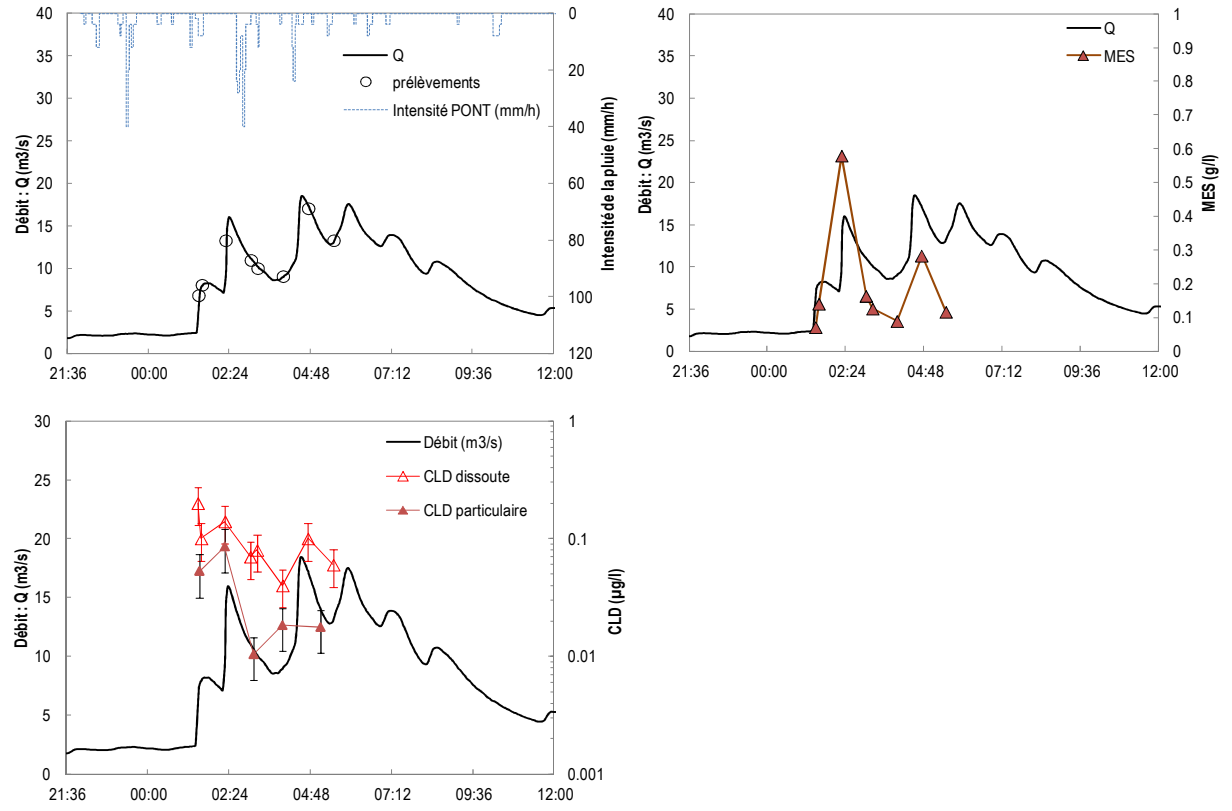 40
35
30
25
20
15
10
5
0
Débit : Q (m3/s)
21:36 00:00 02:24 04:48 07:12 09:36 12:00
0
20
40
60
80
100
120
Intensité de la pluie (mm/h)
Q
prélèvements
Intensité PONT (mm/h)
40
35
30
25
20
15
10
5
0
Débit : Q (m3/s)
21:36 00:00 02:24 04:48 07:12 09:36 12:00
1
0.9
0.8
0.7
0.6
0.5
0.4
0.3
0.2
0.1
0
MES (g/l)
Q
MES
30
25
20
15
10
5
0
Débit : Q (m3/s)
21:36 00:00 02:24 04:48 07:12 09:36 12:00
1
0.1
0.01
0.001
CLD (µg/l)
Débit (m3/s)
CLD dissoute
CLD particulaire